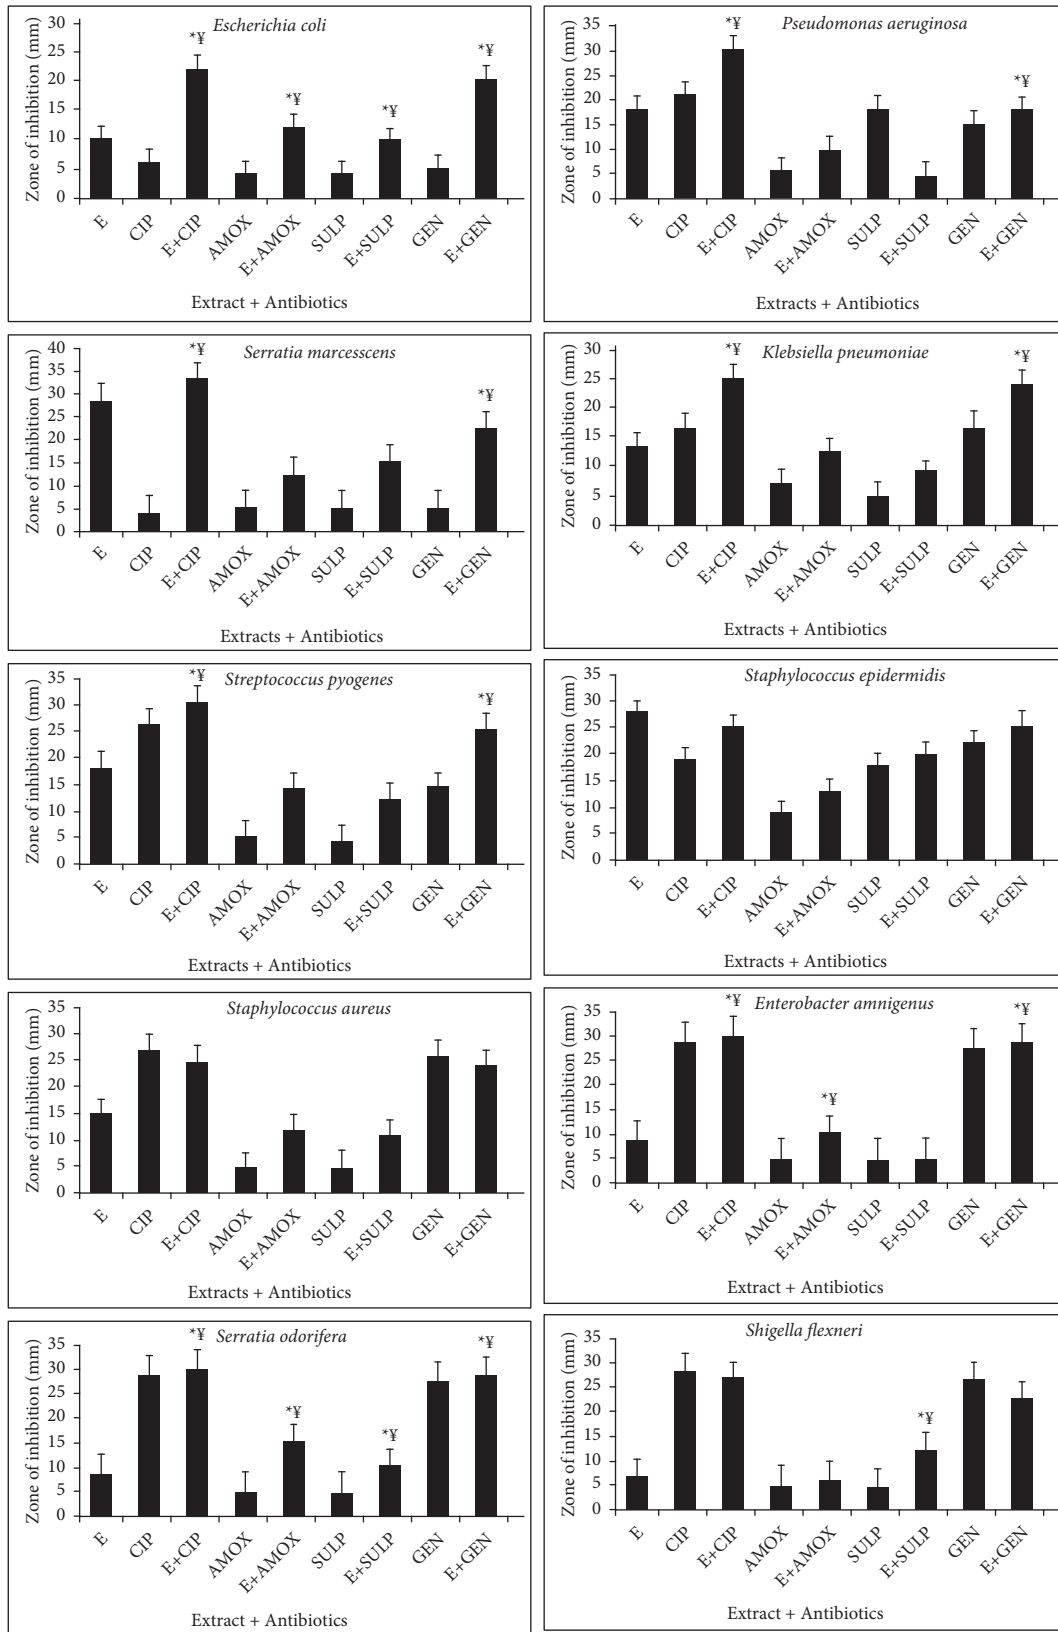 Escherichia coli
Zone of inhibition (mm)
30
25
20
15
10
5
0
*¥
*¥
*¥
*¥
E
CIP
E+CIP
AMOX
E+AMOX
SULP
E+SULP
GEN
E+GEN
Extract + Antibiotics
Pseudomonas aeruginosa
Zone of inhibition (mm)
35
30
25
20
15
10
5
0
*¥
*¥
E
CIP
E+CIP
AMOX
E+AMOX
SULP
E+SULP
GEN
E+GEN
Extracts + Antibiotics
Serratia marcesscens
Zone of inhibition (mm)
40
35
30
25
20
15
10
5
0
*¥
*¥
E
CIP
E+CIP
AMOX
E+AMOX
SULP
E+SULP
GEN
E+GEN
Extracts + Antibiotics
Klebsiella pneumoniae
Zone of inhibition (mm)
30
25
20
15
10
5
0
*¥
*¥
E
CIP
E+CIP
AMOX
E+AMOX
SULP
E+SULP
GEN
E+GEN
Extracts + Antibiotics
Streptococcus pyogenes
Zone of inhibition (mm)
35
30
25
20
15
10
5
0
*¥
*¥
E
CIP
E+CIP
AMOX
E+AMOX
SULP
E+SULP
GEN
E+GEN
Extracts + Antibiotics
Staphylococcus epidermidis
Zone of inhibition (mm)
35
30
25
20
15
10
5
0
E
CIP
E+CIP
AMOX
E+AMOX
SULP
E+SULP
GEN
E+GEN
Extracts + Antibiotics
Staphylococcus aureus
Zone of inhibition (mm)
35
30
25
20
15
10
5
0
E
CIP
E+CIP
AMOX
E+AMOX
SULP
E+SULP
GEN
E+GEN
Extracts + Antibiotics
Enterobacter amnigenus
Zone of inhibition (mm)
35
30
25
20
15
10
5
0
*¥
*¥
*¥
E
CIP
E+CIP
AMOX
E+AMOX
SULP
E+SULP
GEN
E+GEN
Extract + Antibiotics
Serratia odorifera
Zone of inhibition (mm)
35
30
25
20
15
10
5
0
*¥
*¥
*¥
*¥
E
CIP
E+CIP
AMOX
E+AMOX
SULP
E+SULP
GEN
E+GEN
Extract + Antibiotics
Shigella flexneri
Zone of inhibition (mm)
35
30
25
20
15
10
5
0
*¥
E
CIP
E+CIP
AMOX
E+AMOX
SULP
E+SULP
GEN
E+GEN
Extract + Antibiotics